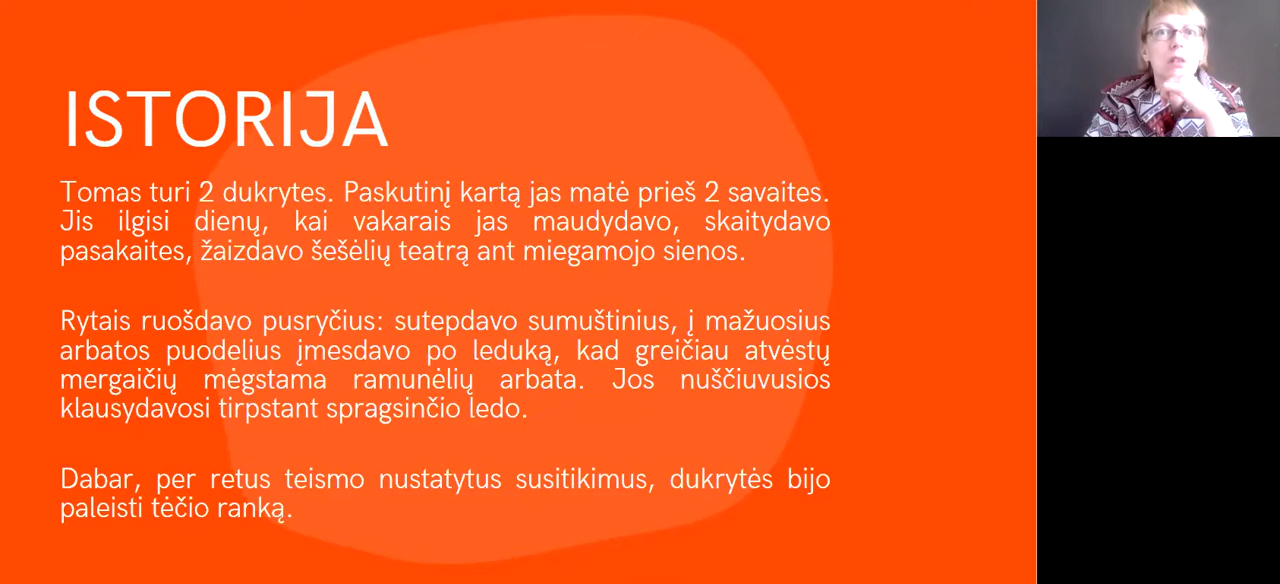 ISTORIJA
Tomas turi 2 dukrytes. Paskutinį kartą jas matė prieš 2 savaites.
Jis ilgisi dienų, kai vakarais jas maudydavo, skaitydavo
pasakaites, žaizdavo šešėlių teatrą ant miegamojo sienos.
Rytais ruošdavo pusryčius: sutepdavo sumuštinius, į mažuosius
arbatos puodelius įmesdavo po leduką, kad greičiau atvėstų
mergaičių mėgstama ramunėlių arbata. Jos nuščiuvusios
klausydavosi tirpstant spragsinčio ledo.
Dabar, per retus teismo nustatytus susitikimus, dukrytės bijo
paleisti tėčio ranką.